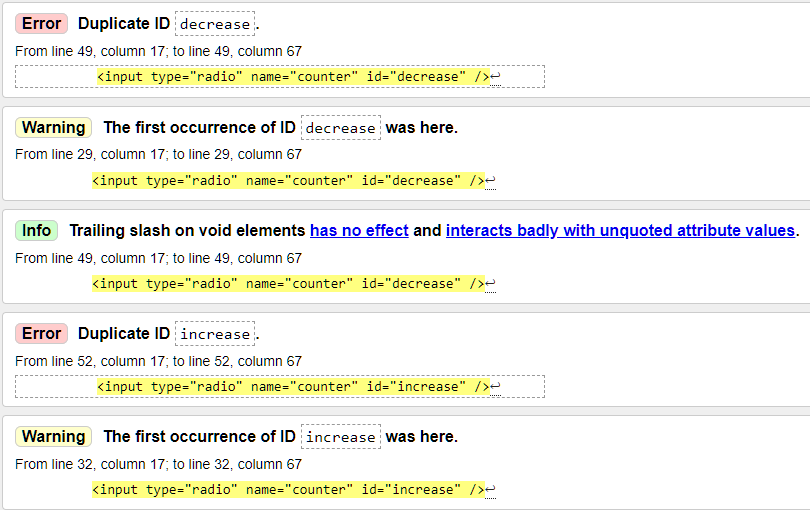 Error Duplicate ID decrease.
From line 49, column 17; to line 49, column 67
<input type="radio" name="counter" id="decrease" />↩
Warning The first occurrence of ID decrease was here.
From line 29, column 17; to line 29, column 67
<input type="radio" name="counter" id="decrease" />↩
Info Trailing slash on void elements has no effect and interacts badly with unquoted attribute values.
From line 49, column 17; to line 49, column 67
<input type="radio" name="counter" id="decrease" />↩
Error Duplicate ID increase.
From line 52, column 17; to line 52, column 67
<input type="radio" name="counter" id="increase" />↩
Warning The first occurrence of ID increase was here.
From line 32, column 17; to line 32, column 67
<input type="radio" name="counter" id="increase" />↩